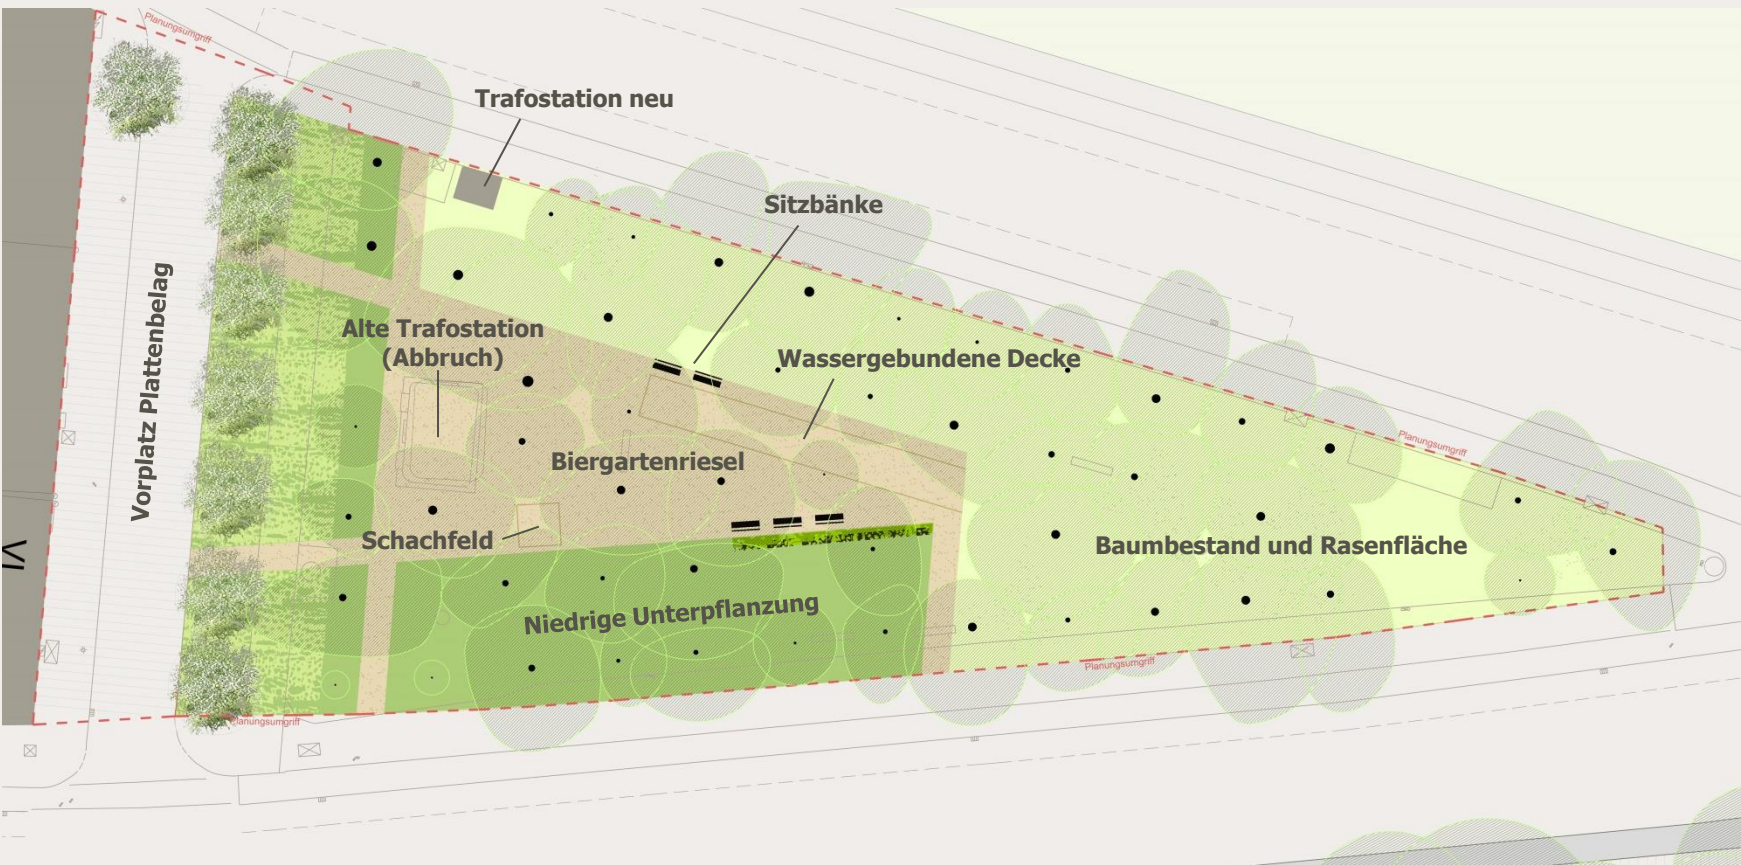 Planungsumgriff
Trafostation neu
Sitzbänke
Vorplatz Plattenbelag
Alte Trafostation
(Abbruch)
Wassergebundene Decke
Planungsumgriff
Biergartenriesel
Schachfeld
Baumbestand und Rasenfläche
VI
Niedrige Unterpflanzung
Planungsumgriff
Planungsumgriff